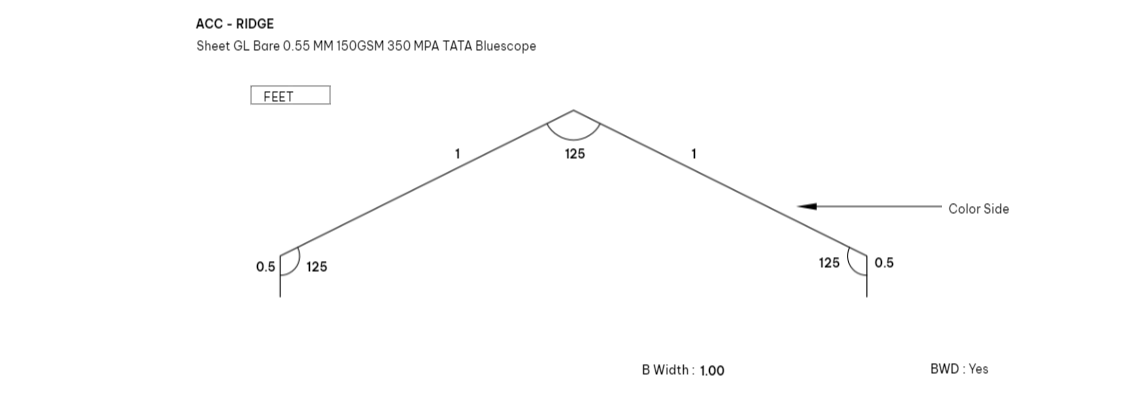 ACC - RIDGE
Sheet GL Bare 0.55 MM 150GSM 350 MPA TATA Bluescope
FEET
1
125
1
Color Side
0.5
125
125
0.5
B Width : 1.00
BWD : Yes